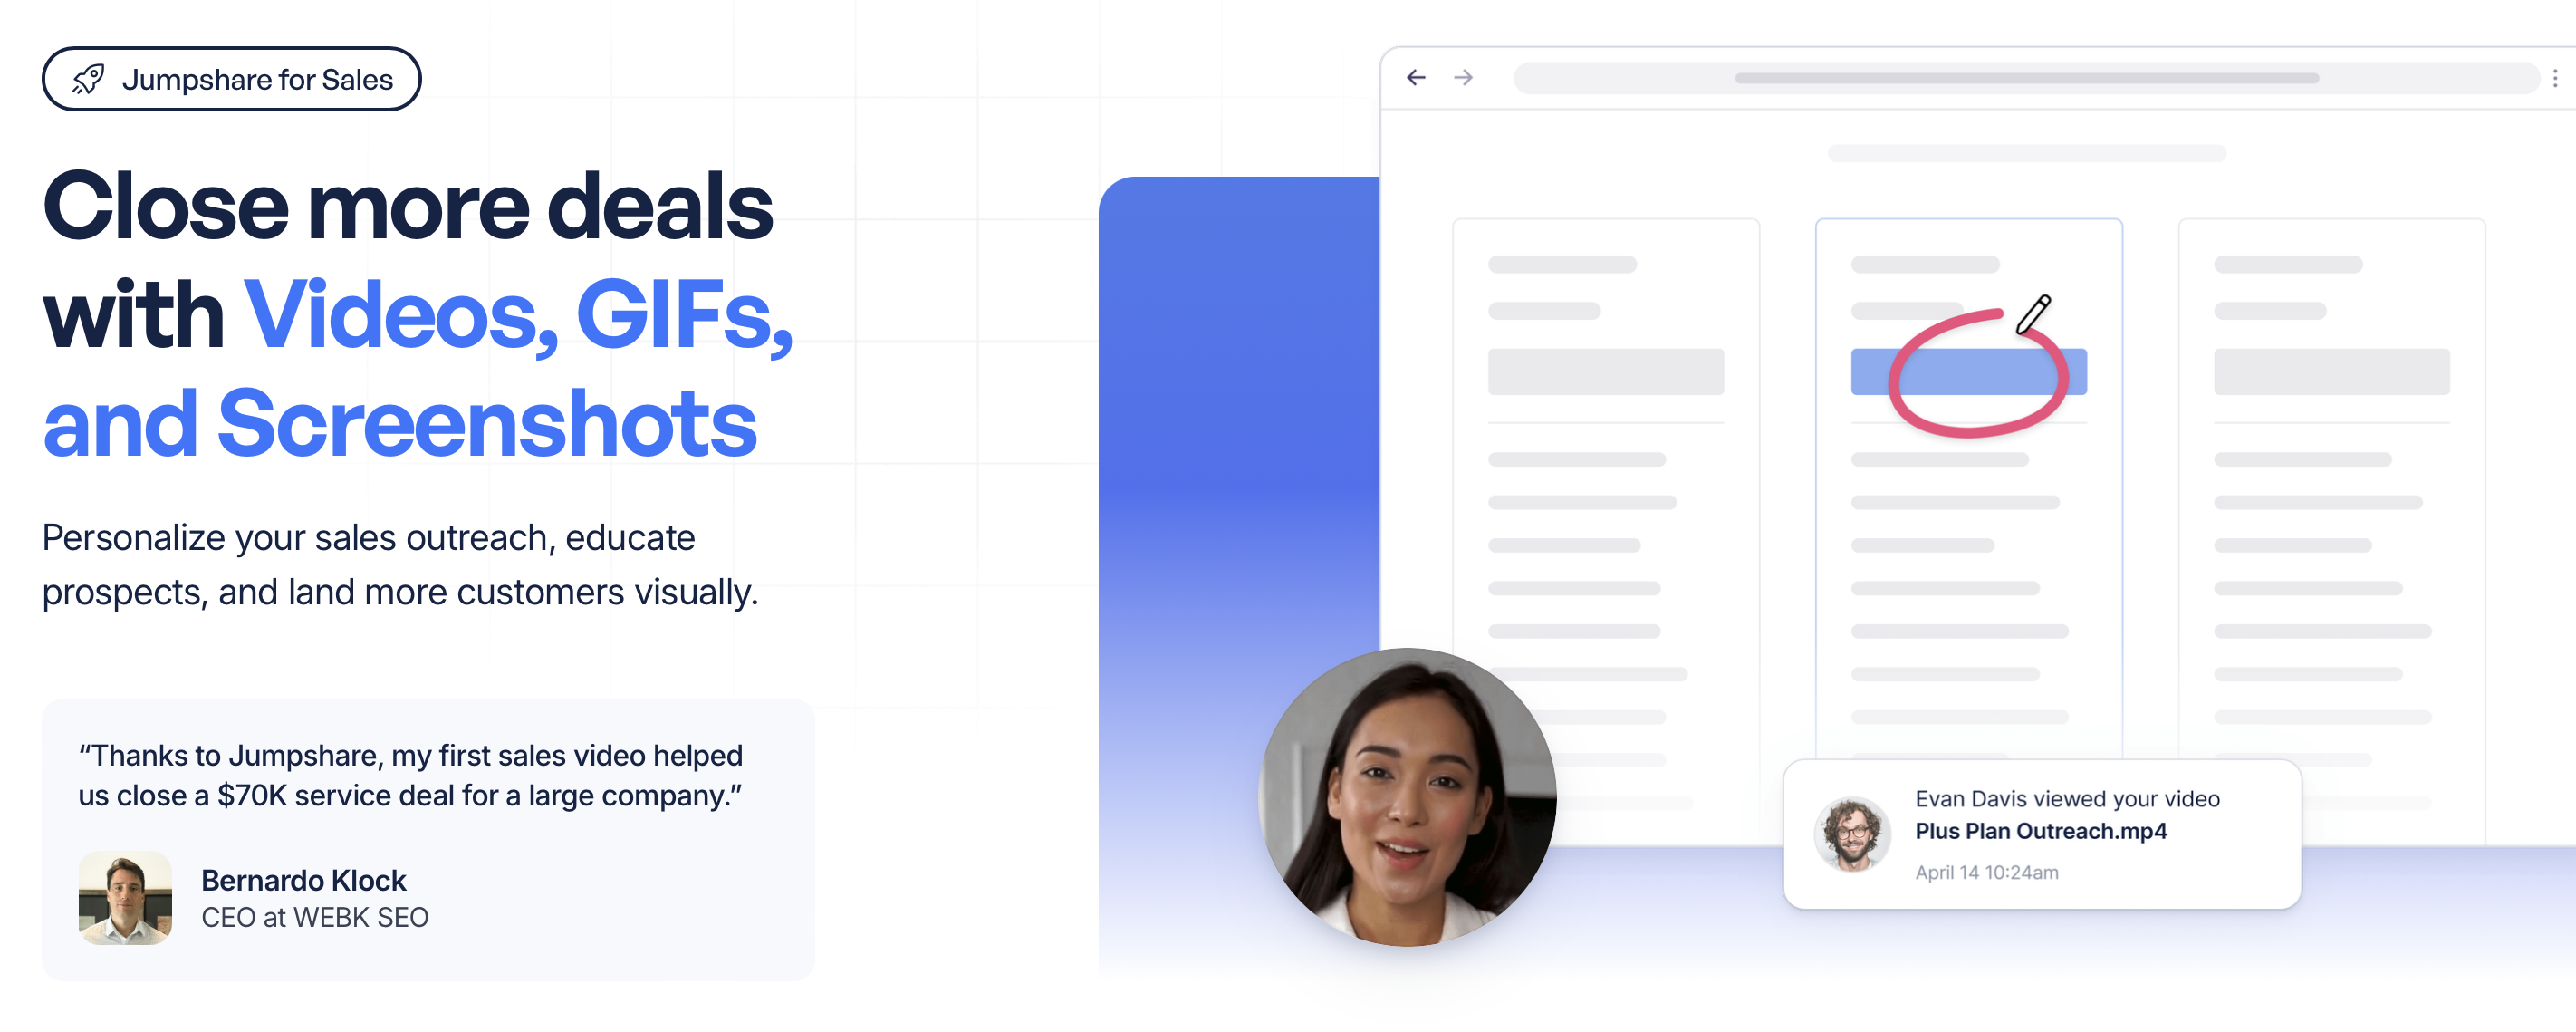 Jumpshare for Sales
Close more deals
with Videos, GIFs,
and Screenshots
Personalize your sales outreach, educate
prospects, and land more customers visually.
“Thanks to Jumpshare, my first sales video helped
us close a $70K service deal for a large company.”
Bernardo Klock
CEO at WEBK SEO
Evan Davis viewed your video
Plus Plan Outreach.mp4
April 14 10:24am